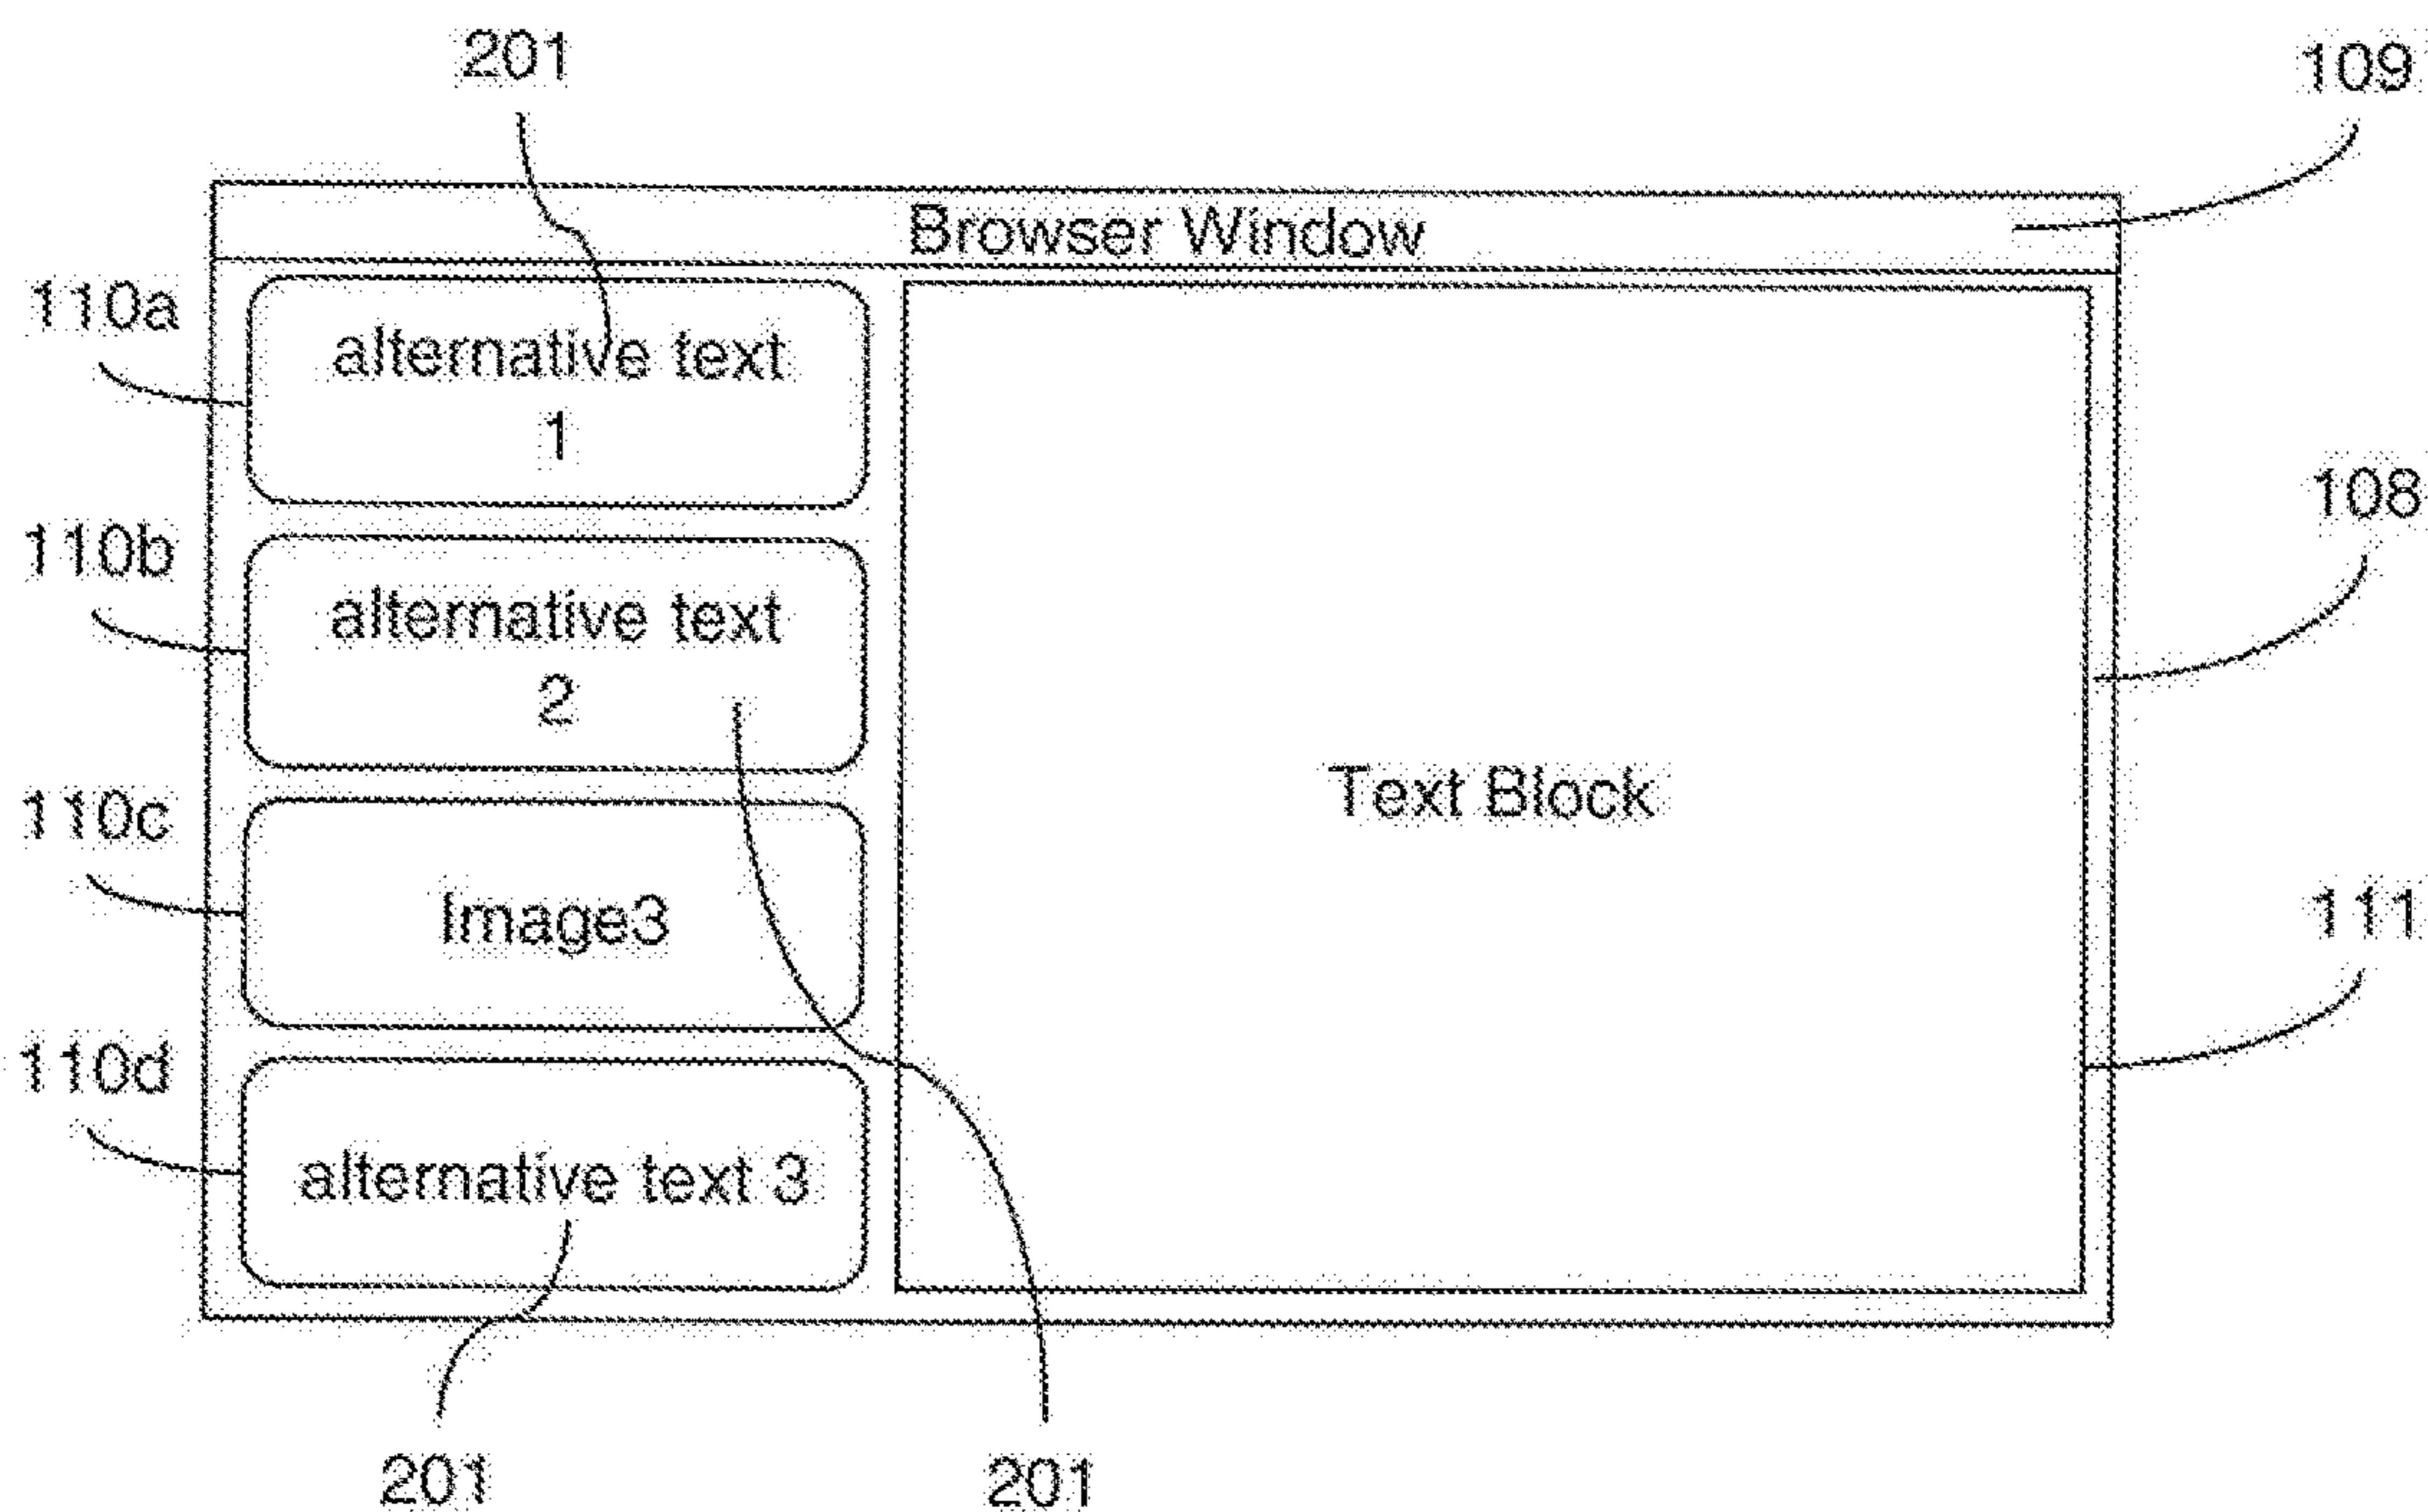 201
109
Browser Window
110a
alternative text
1
108
110b
alternative text
2
Text Block
110c
Image3
111
110d
alternative text 3
201
201